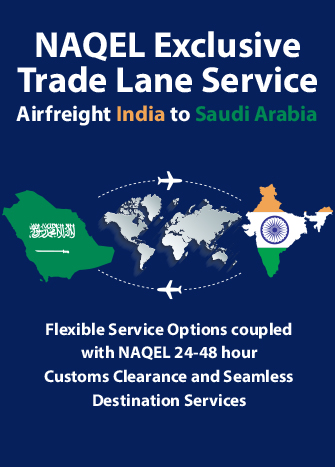 NAQEL Exclusive
Trade Lane Service
Airfreight India to Saudi Arabia
Flexible Service Options coupled
with NAQEL 24-48 hour
Customs Clearance and Seamless
Destination Services